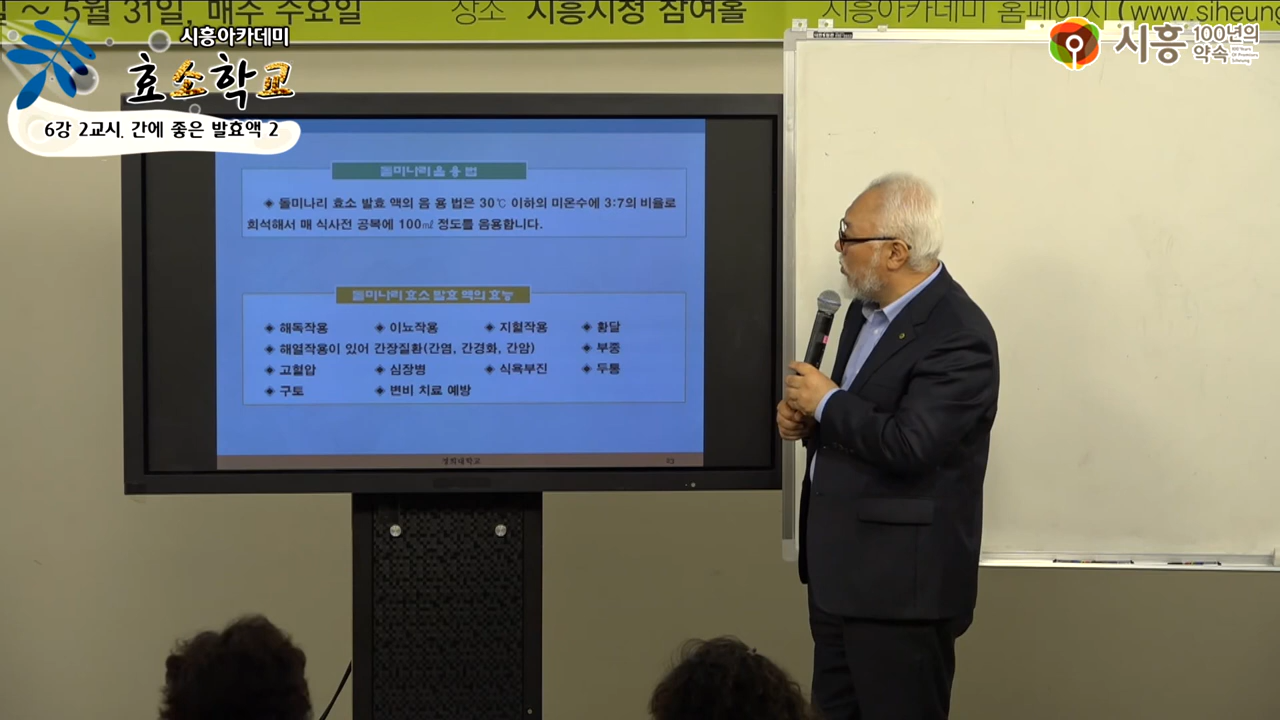 ~ 5월 31일, 매주 수요일 장소 시흥시청 참여홀 시흥아카데미 홈페이지(www.siheung
시흥아카데미
효소학교
6강 2교시. 간에 좋은 발효액 2
시흥 100년의 약속
돌미나리 음 용 법
◈ 돌미나리 효소 발효 액의 음 용 법은 30℃ 이하의 미온수에 3:7의 비율로
희석해서 매 식사전 공복에 100㎖ 정도를 음용합니다.
돌미나리 효소 발효 액의 효능
◈ 해독작용 ◈ 이뇨작용 ◈ 지혈작용 ◈ 황달
◈ 해열작용이 있어 간장질환(간염, 간경화, 간암) ◈ 부종
◈ 고혈압 ◈ 심장병 ◈ 식욕부진 ◈ 두통
◈ 구토 ◈ 변비 치료 예방